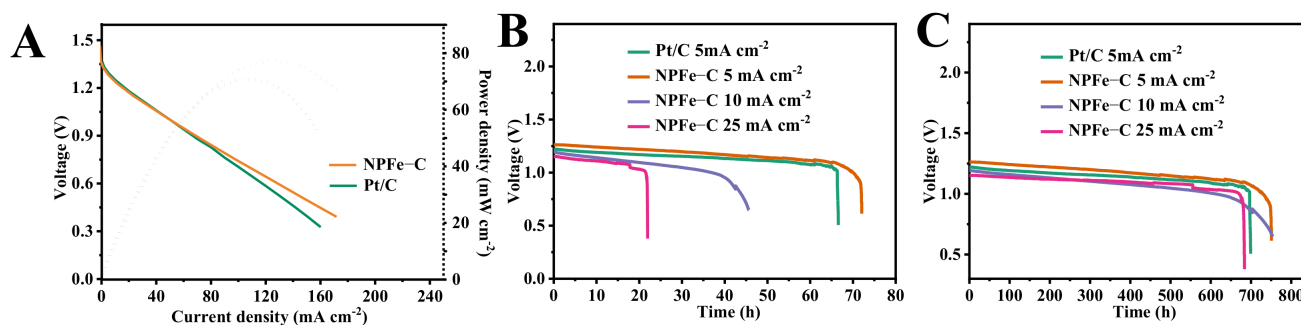 A
1.5
1.2
0.9
0.6
0.3
0.0
Voltage (V)
0
40
80
120
160
200
240
Current density (mA cm-2)
80
60
40
20
0
Power density (mW cm-2)
NPFe−C
Pt/C
B
2.0
1.5
1.0
0.5
0.0
Voltage (V)
0
10
20
30
40
50
60
70
80
Time (h)
Pt/C 5mA cm-2
NPFe−C 5 mA cm-2
NPFe−C 10 mA cm-2
NPFe−C 25 mA cm-2
C
2.0
1.5
1.0
0.5
Voltage (V)
0
100
200
300
400
500
600
700
800
Time (h)
Pt/C 5mA cm-2
NPFe−C 5 mA cm-2
NPFe−C 10 mA cm-2
NPFe−C 25 mA cm-2